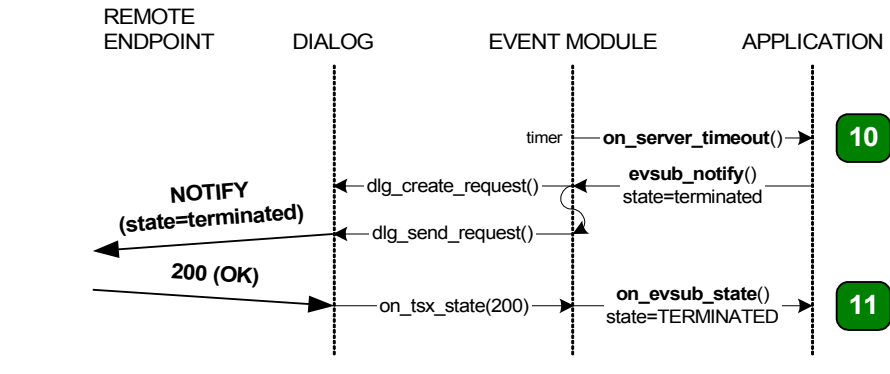 REMOTE
ENDPOINT
DIALOG
EVENT MODULE
APPLICATION
timer
on_server_timeout()
10
evsub_notify()
state=terminated
dlg_create_request()
NOTIFY
(state=terminated)
dlg_send_request()
200 (OK)
on_tsx_state(200)
on_evsub_state()
state=TERMINATED
11